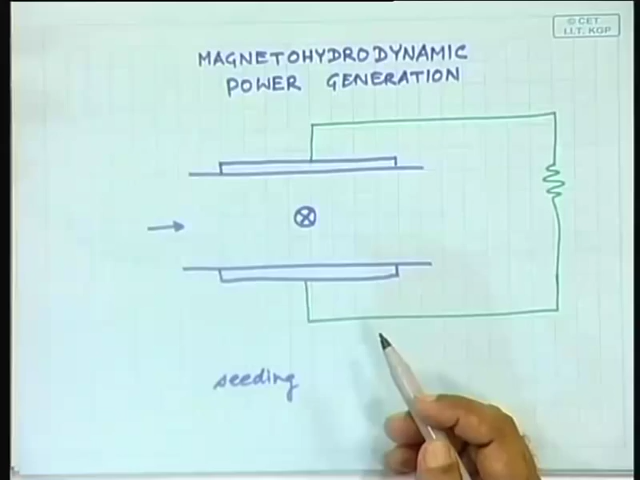 © CET
I.I.T. KGP
MAGNETOHYDRODYNAMIC
POWER GENERATION
seeding